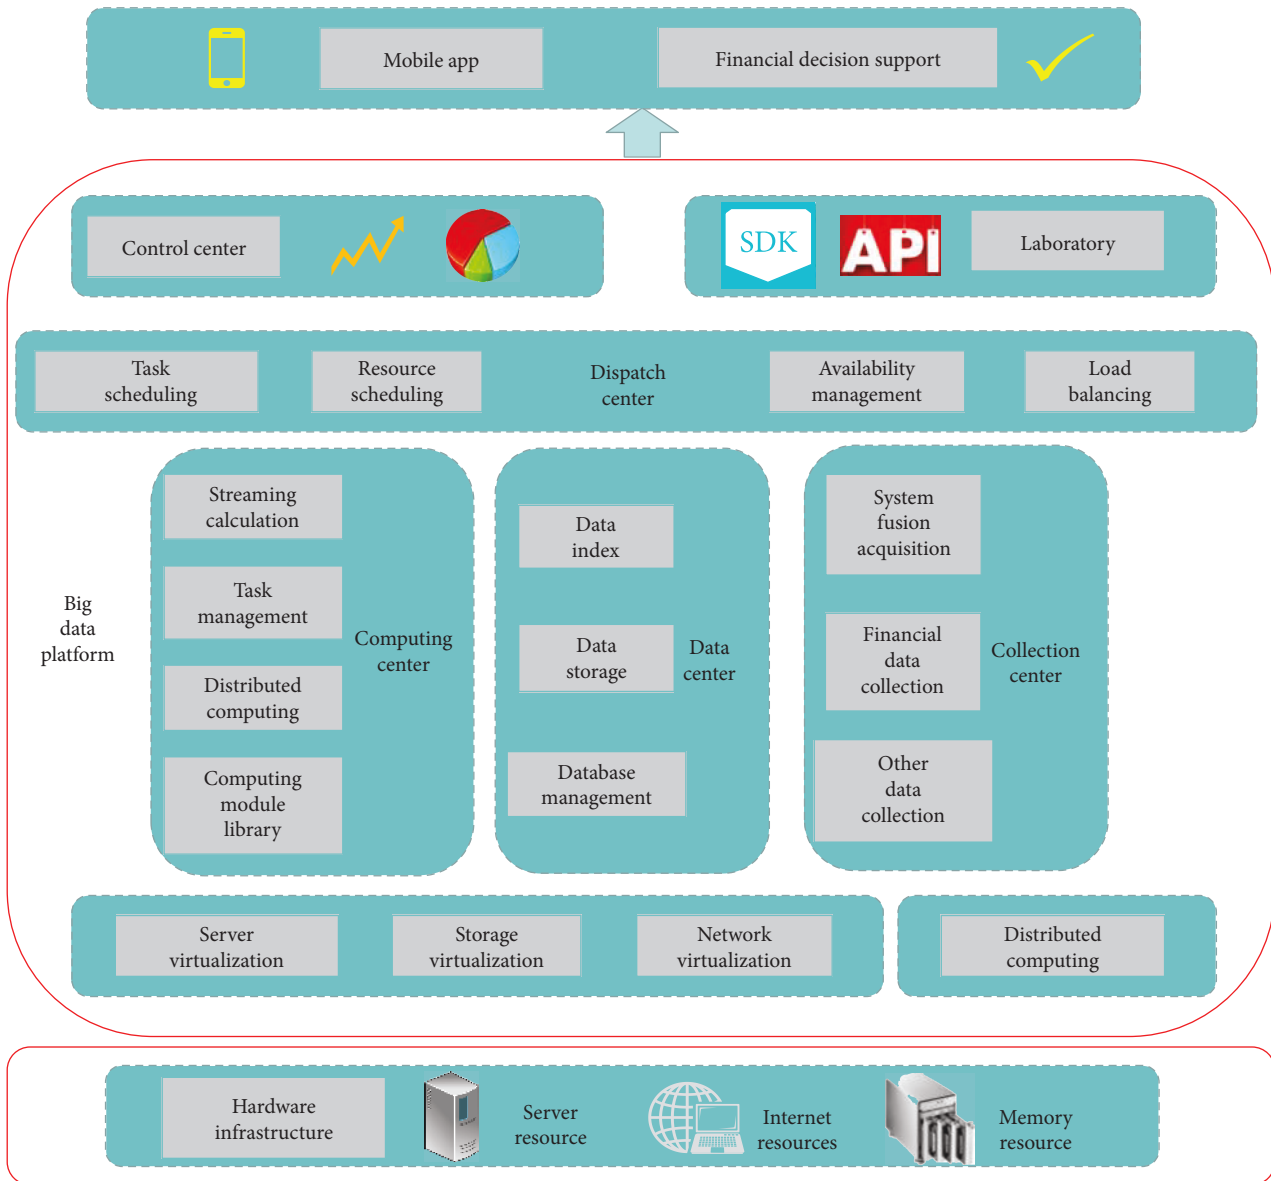 Mobile app
Financial decision support
Control center
SDK
API
Laboratory
Task
scheduling
Resource
scheduling
Dispatch
center
Availability
management
Load
balancing
Big
data
platform
Streaming
calculation
Task
management
Distributed
computing
Computing
module
library
Computing
center
Data
index
Data
storage
Database
management
Data
center
System
fusion
acquisition
Financial
data
collection
Other
data
collection
Collection
center
Server
virtualization
Storage
virtualization
Network
virtualization
Distributed
computing
Hardware
infrastructure
Server
resource
Internet
resources
Memory
resource